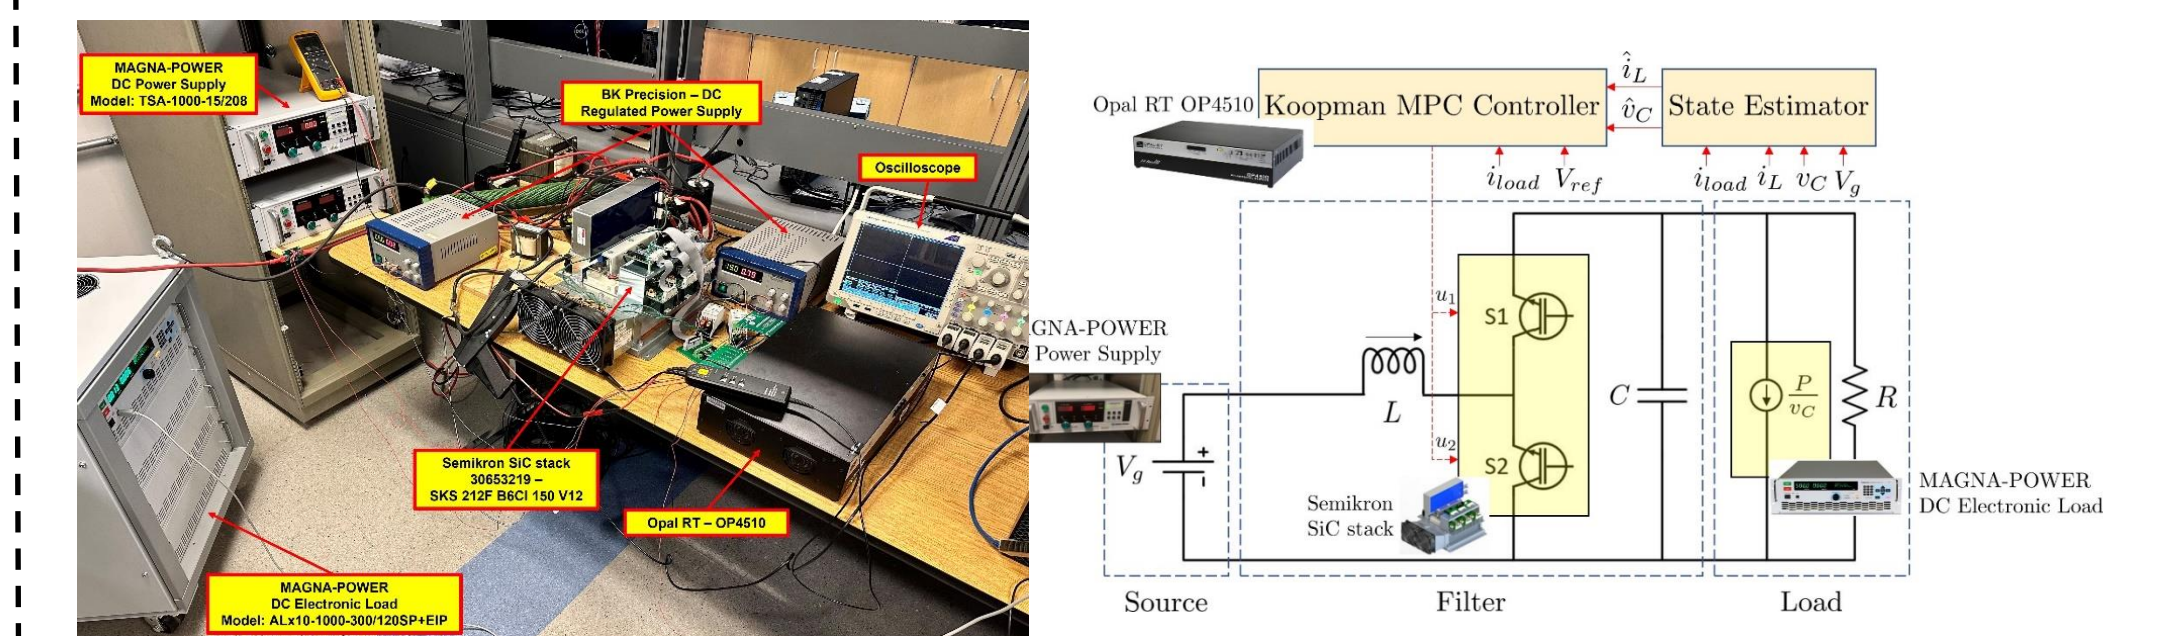 MAGNA-POWER
DC Power Supply
Model: TSA-1000-15/208
BK Precision – DC
Regulated Power Supply
Oscilloscope
Semikron SiC stack
30653219 –
SKS 212F B6CI 150 V12
Opal RT – OP4510
MAGNA-POWER
DC Electronic Load
Model: ALx10-1000-300/120SP+EIP
Opal RT OP4510
Koopman MPC Controller
î_L
v̂_C
State Estimator
i_load V_ref
i_load i_L v_C V_g
u_1
S1
GNA-POWER
Power Supply
L
C
P
v_C
R
u_2
S2
V_g
+
−
Semikron
SiC stack
MAGNA-POWER
DC Electronic Load
Source
Filter
Load